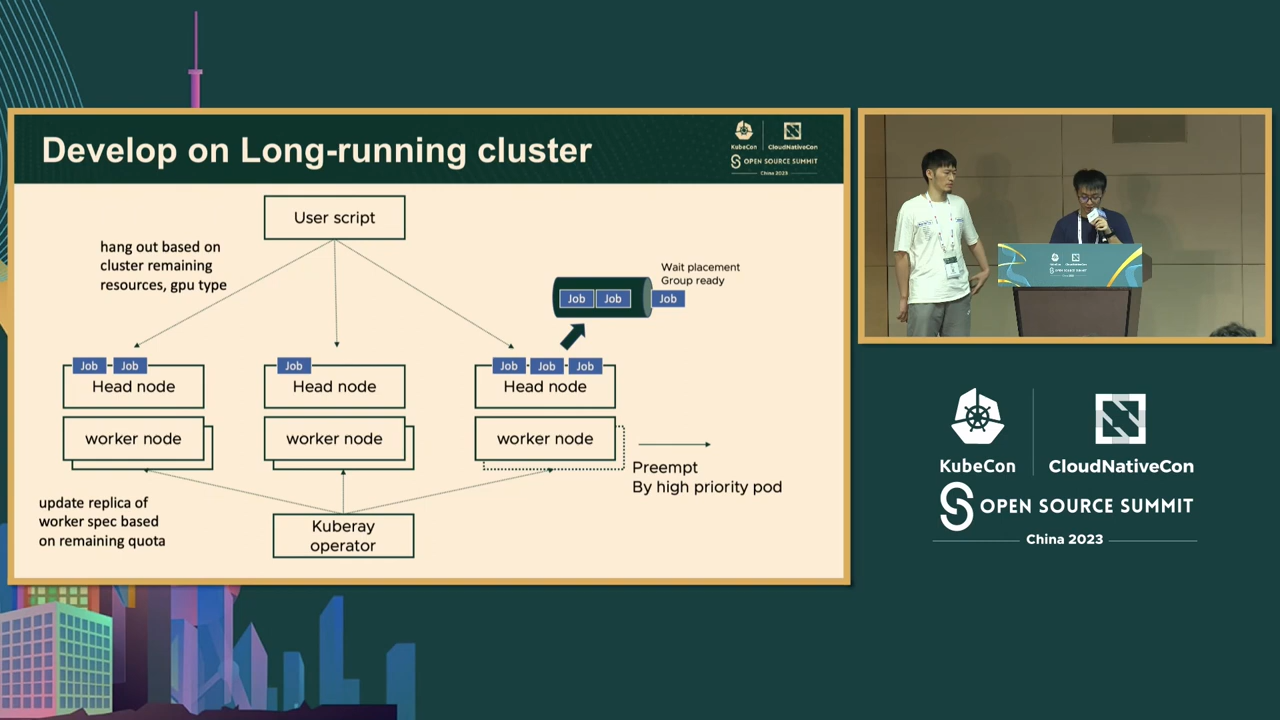 Develop on Long-running cluster
KubeCon
CloudNativeCon
OPEN SOURCE SUMMIT
China 2023
User script
hang out based on
cluster remaining
resources, gpu type
Wait placement
Group ready
Job
Job
Job
Job
Job
Job
Job
Job
Job
Head node
Head node
Head node
worker node
worker node
worker node
Preempt
By high priority pod
update replica of
worker spec based
on remaining quota
Kuberay
operator
KubeCon
CloudNativeCon
OPEN SOURCE SUMMIT
China 2023